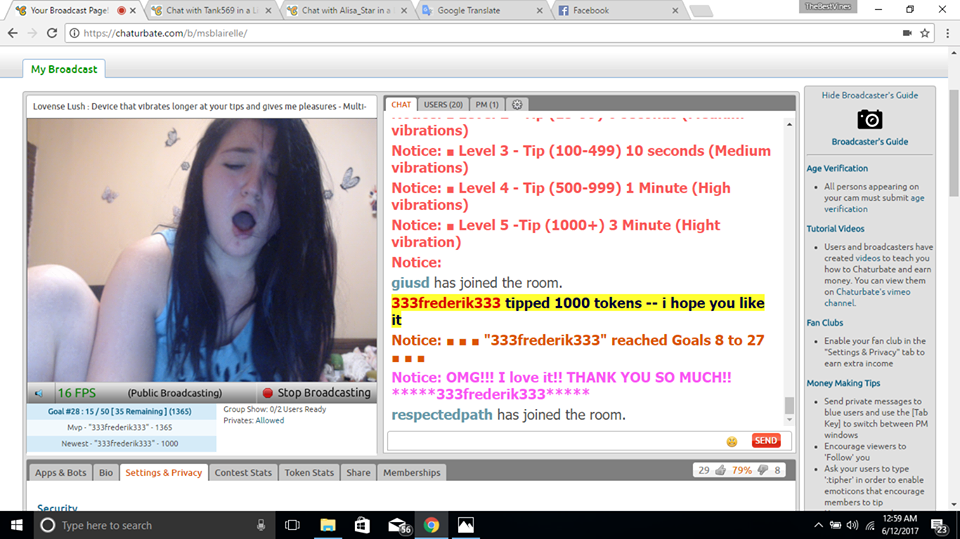 Your Broadcast Page!
Chat with Tank569 in a Li
Chat with Alisa_Star in a
Google Translate
Facebook
TheBestVines
https://chaturbate.com/b/msblairelle/
My Broadcast
Lovense Lush : Device that vibrates longer at your tips and gives me pleasures - Multi-
16 FPS
(Public Broadcasting)
Stop Broadcasting
Goal #28 : 15 / 50 [ 35 Remaining ] (1365)
Mvp - "333frederik333" - 1365
Newest - "333frederik333" - 1000
Group Show: 0/2 Users Ready
Privates: Allowed
CHAT
USERS (20)
PM (1)
vibrations)
Notice: ■ Level 3 - Tip (100-499) 10 seconds (Medium
vibrations)
Notice: ■ Level 4 - Tip (500-999) 1 Minute (High
vibrations)
Notice: ■ Level 5 -Tip (1000+) 3 Minute (Hight
vibration)
Notice:
giusd has joined the room.
333frederik333 tipped 1000 tokens -- i hope you like
it
Notice: ■ ■ ■ "333frederik333" reached Goals 8 to 27
■ ■ ■
Notice: OMG!!! I love it!! THANK YOU SO MUCH!!
*****333frederik333*****
respectedpath has joined the room.
SEND
Hide Broadcaster's Guide
Broadcaster's Guide
Age Verification
• All persons appearing on
your cam must submit age
verification
Tutorial Videos
• Users and broadcasters have
created videos to teach you
how to Chaturbate and earn
money. You can view them
on Chaturbate's vimeo
channel.
Fan Clubs
• Enable your fan club in the
"Settings & Privacy" tab to
earn extra income
Money Making Tips
• Send private messages to
blue users and use the [Tab
Key] to switch between PM
windows
• Encourage viewers to
'Follow' you
• Ask your users to type
':tipher' in order to enable
emoticons that encourage
members to tip
Apps & Bots
Bio
Settings & Privacy
Contest Stats
Token Stats
Share
Memberships
29
79%
8
Security
Type here to search
56
12:59 AM
6/12/2017
23